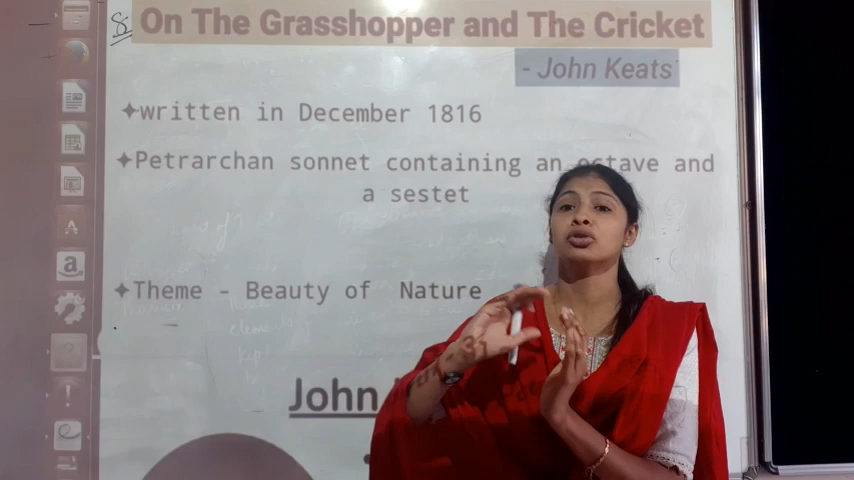 On The Grasshopper and The Cricket
- John Keats
✦written in December 1816
✦Petrarchan sonnet containing an octave and
a sestet
✦Theme - Beauty of Nature
John